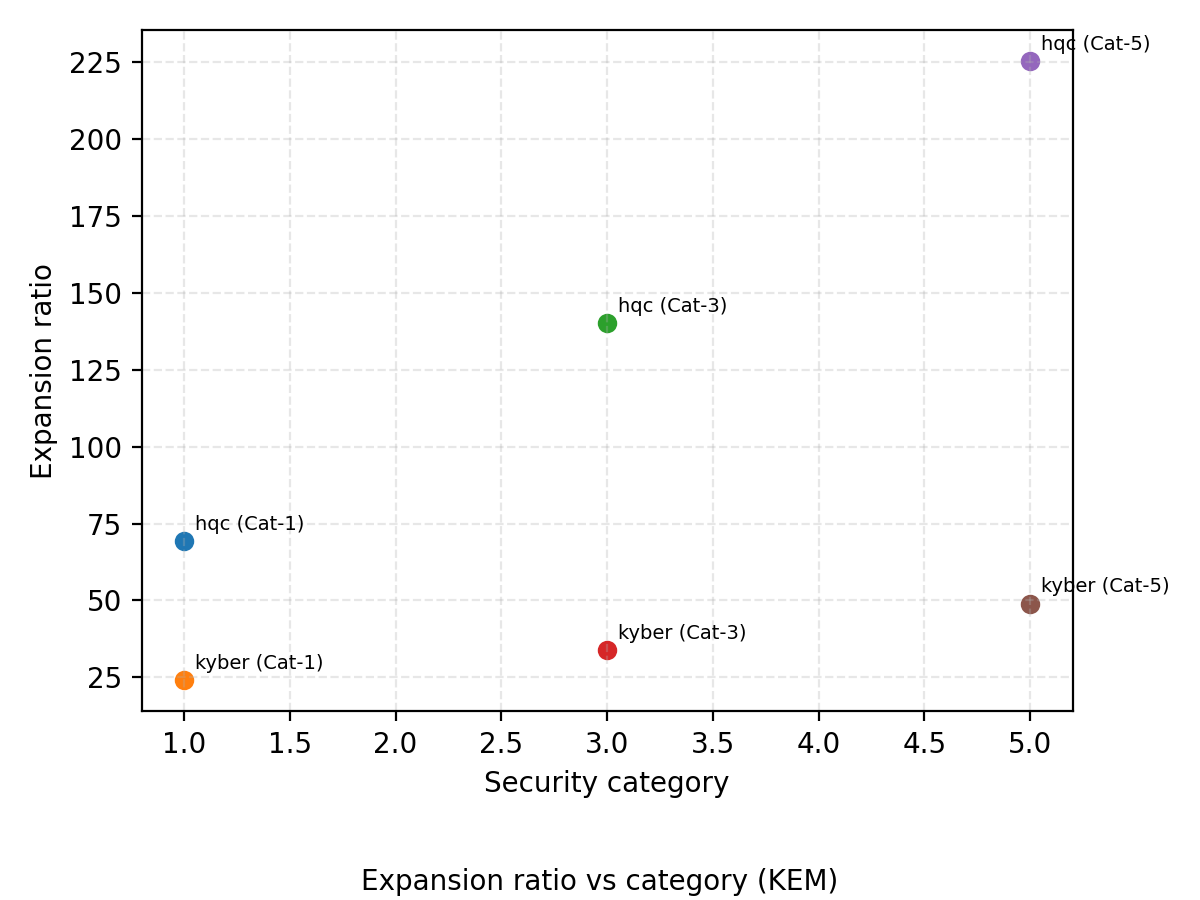 225
200
175
150
125
100
75
50
25
Expansion ratio
hqc (Cat-5)
hqc (Cat-3)
hqc (Cat-1)
kyber (Cat-5)
kyber (Cat-3)
kyber (Cat-1)
1.0 1.5 2.0 2.5 3.0 3.5 4.0 4.5 5.0
Security category
Expansion ratio vs category (KEM)